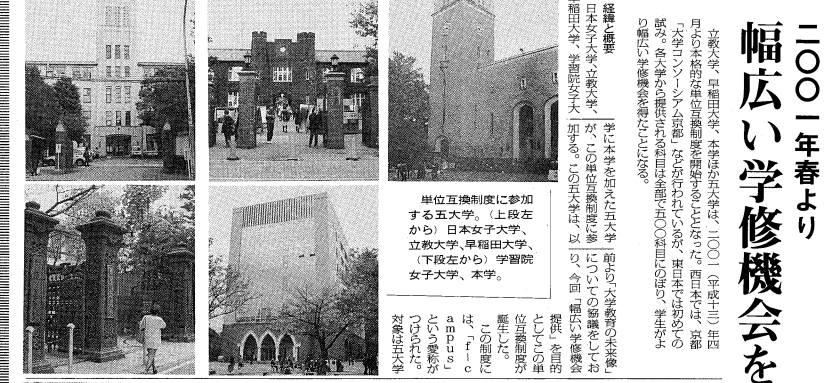 二〇〇一年春より
幅広い学修機会を
立教大学、早稲田大学、本学ほか五大学は、二〇〇一(平成十三)年四
月より本格的な単位互換制度を開始することとなった。西日本では、京都
「大学コンソーシアム京都」などが行われているが、東日本では初めての
試み。各大学から提供される科目は全部で五〇〇科目にのぼり、学生がよ
り幅広い学修機会を得たことになる。
経緯と概要
日本女子大学、立教大学、
早稲田大学、学習院女子大
学に本学を加えた五大学
が、この単位互換制度に参
加する。この五大学は、以
前より「大学教育の未来像」
についての協議をしてお
り、今回「幅広い学修機会
提供」を目的
としてこの単
位互換制度が
誕生した。
この制度に
は、「f－c
ampus」
という愛称が
つけられた。
対象は五大学
単位互換制度に参加
する五大学。(上段左
から)日本女子大学、
立教大学、早稲田大学、
(下段左から)学習院
女子大学、本学。